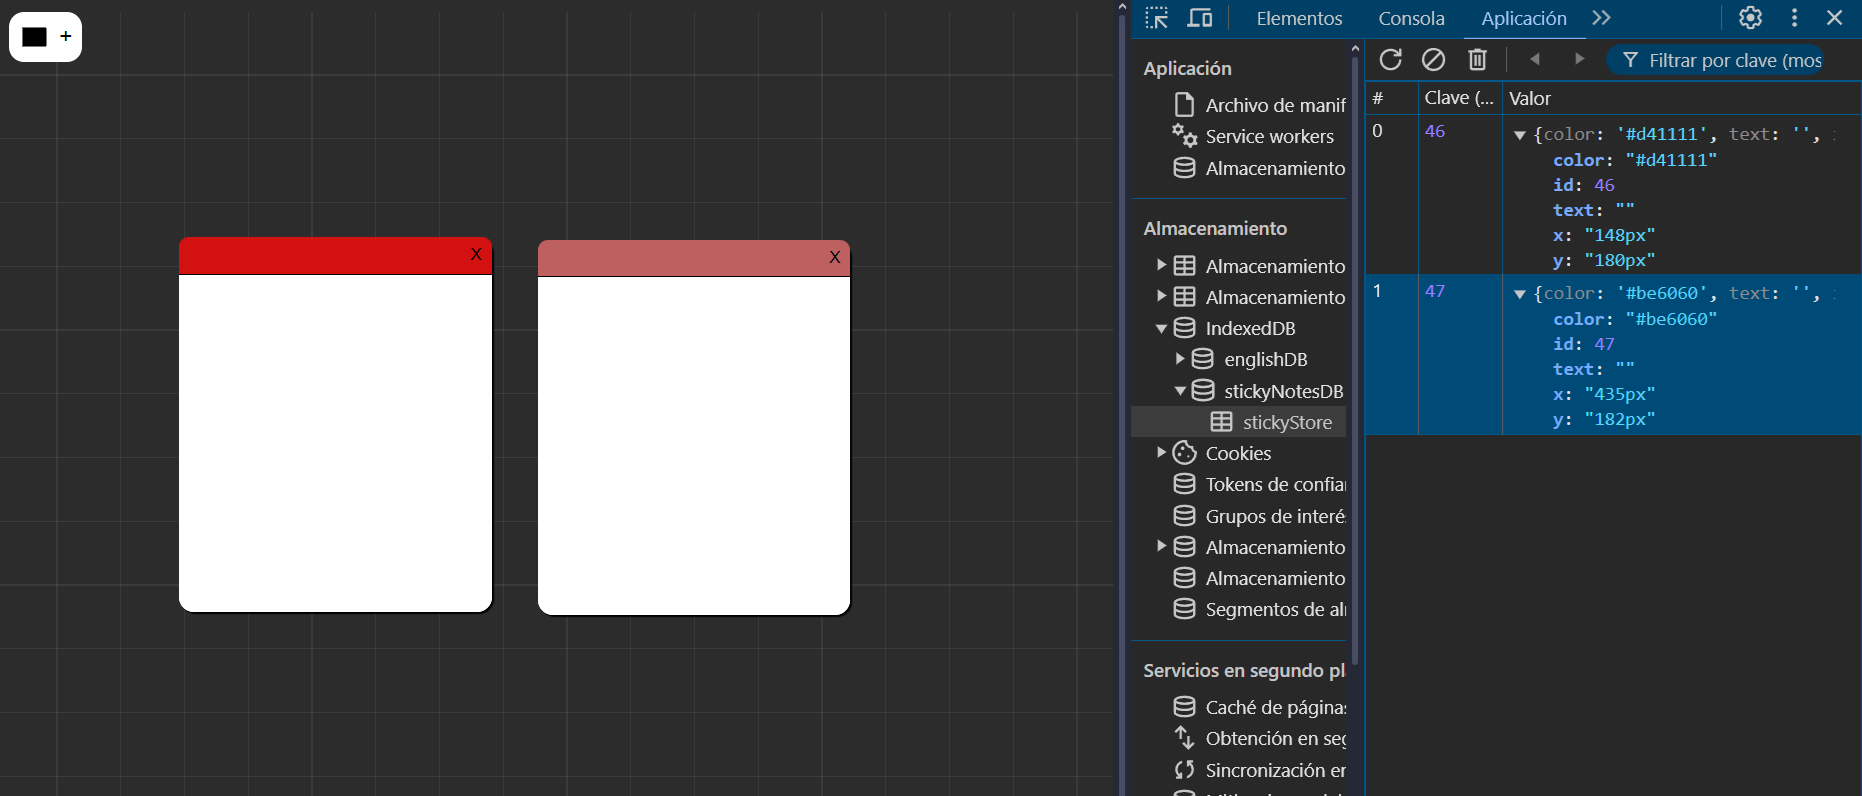 +
X
X
Elementos
Consola
Aplicación
Aplicación
Archivo de manif
Service workers
Almacenamiento
Almacenamiento
Almacenamiento
Almacenamiento
IndexedDB
englishDB
stickyNotesDB
stickyStore
Cookies
Tokens de confia
Grupos de interés
Almacenamiento
Almacenamiento
Segmentos de al
Servicios en segundo pl
Caché de páginas
Obtención en seg
Sincronización e
Filtrar por clave (mos
# Clave (... Valor
0 46 {color: '#d41111', text: '',
color: "#d41111"
id: 46
text: ""
x: "148px"
y: "180px"
1 47 {color: '#be6060', text: '',
color: "#be6060"
id: 47
text: ""
x: "435px"
y: "182px"